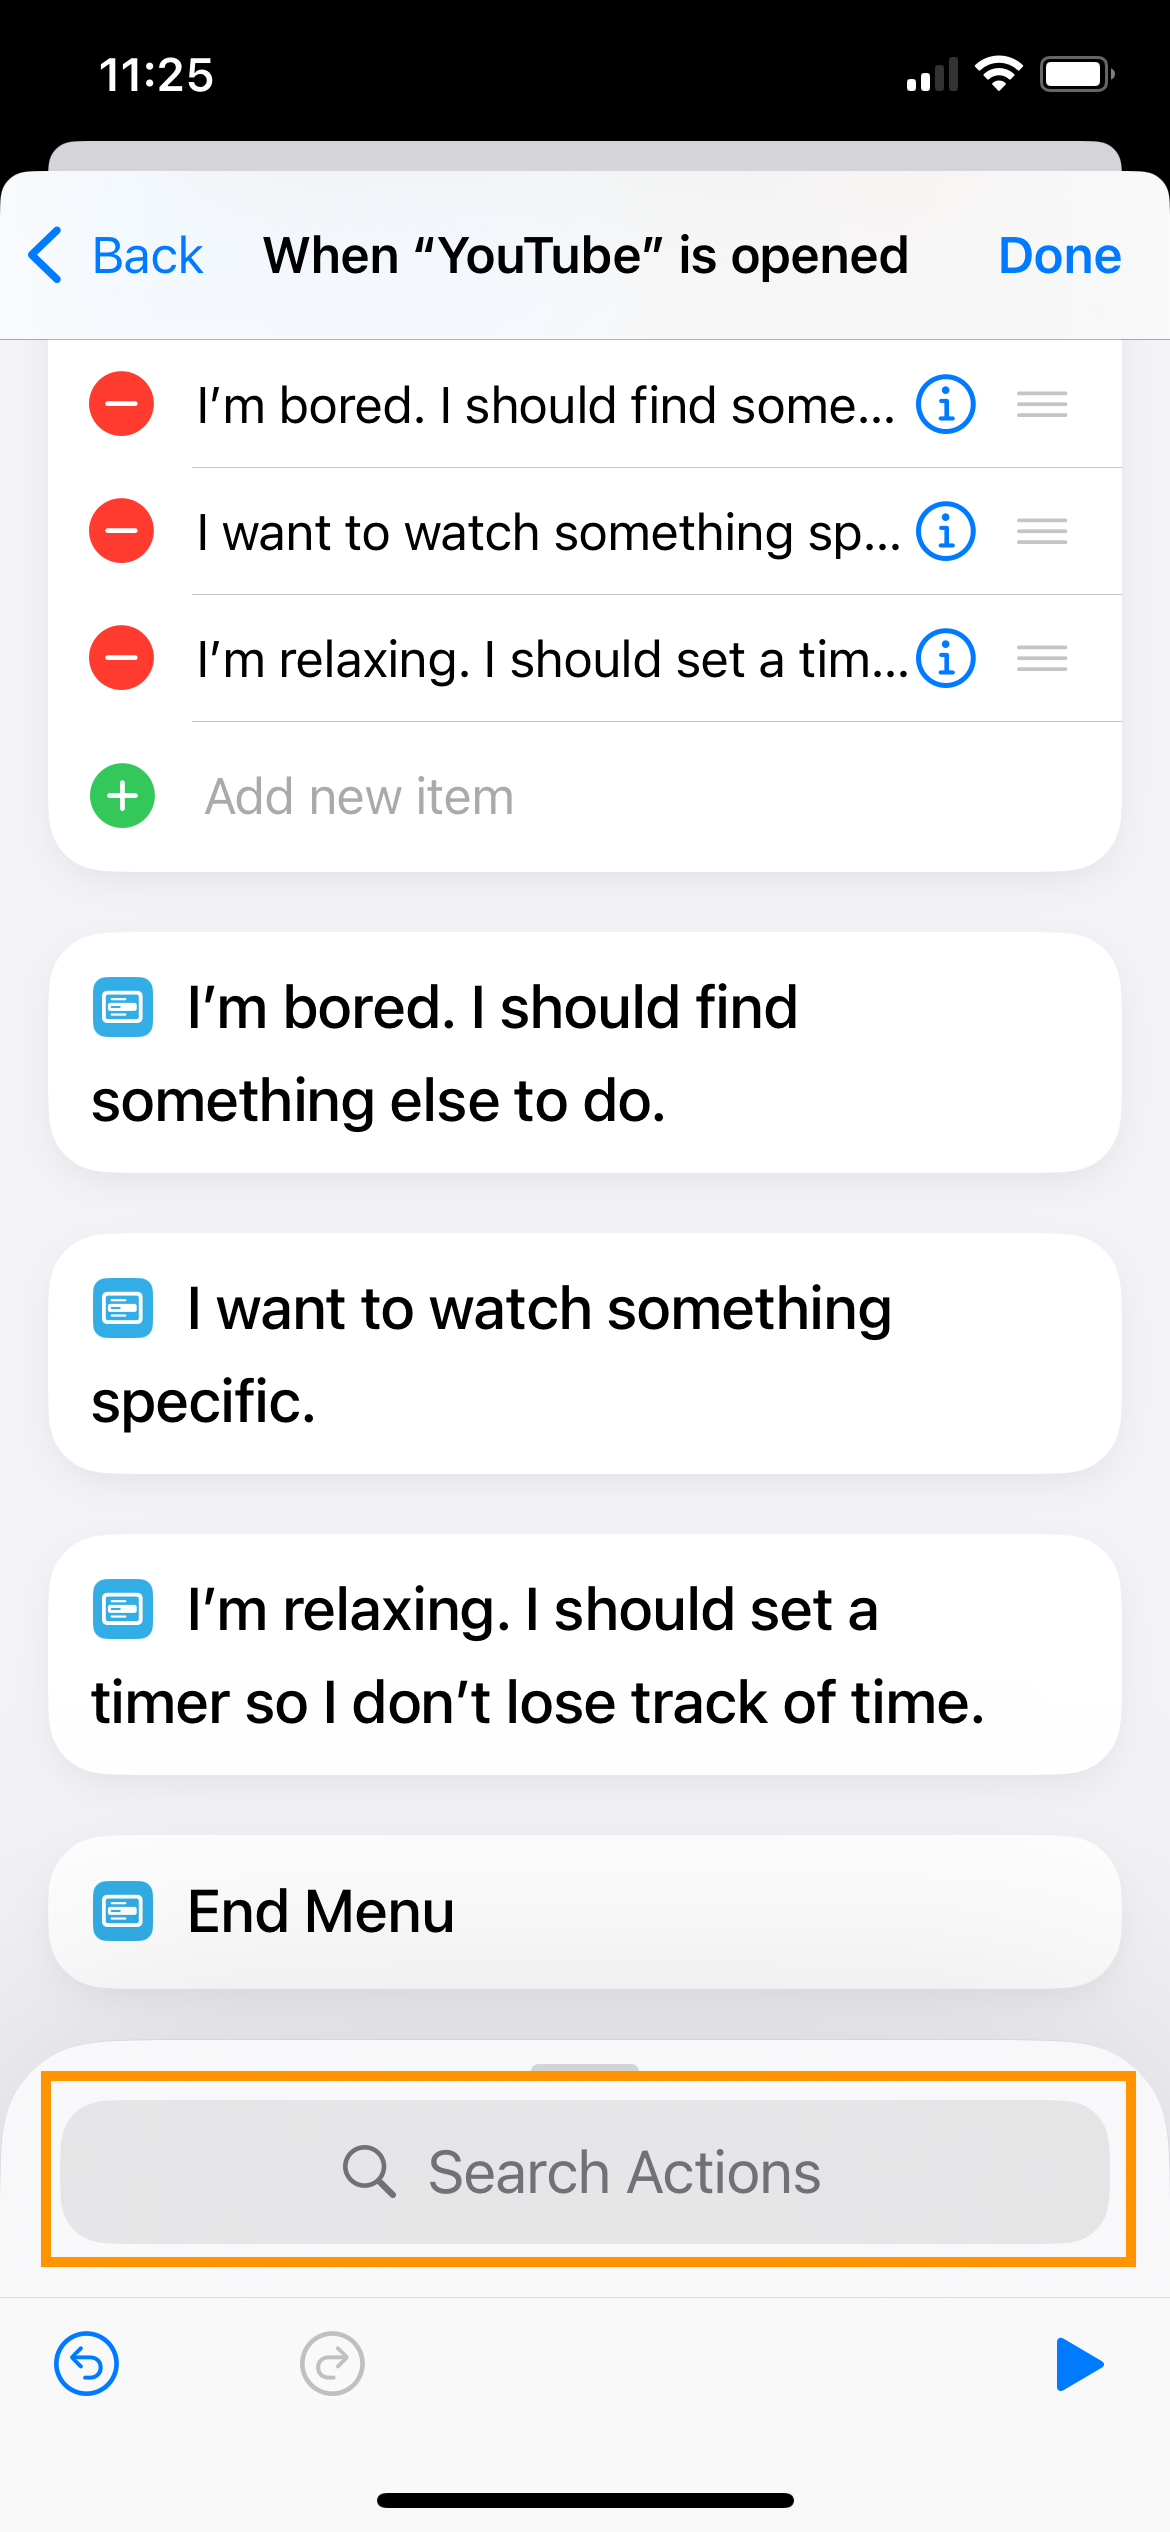 11:25
Back
When “YouTube” is opened
Done
I’m bored. I should find some...
I want to watch something sp...
I’m relaxing. I should set a tim...
Add new item
I’m bored. I should find
something else to do.
I want to watch something
specific.
I’m relaxing. I should set a
timer so I don’t lose track of time.
End Menu
Search Actions